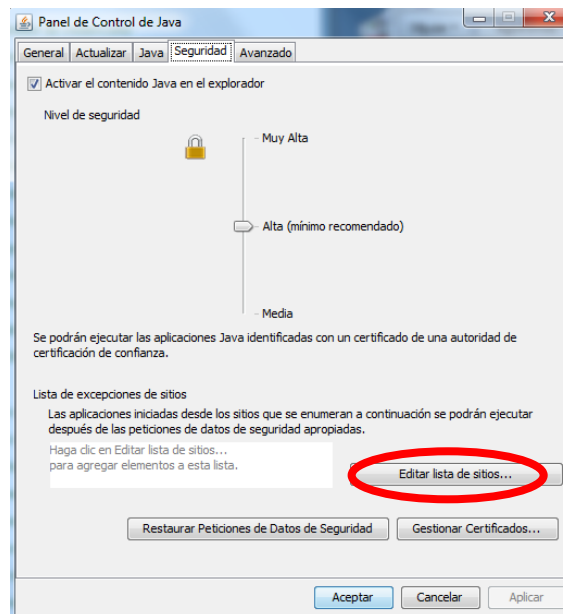 Panel de Control de Java
General Actualizar Java Seguridad Avanzado
Activar el contenido Java en el explorador
Nivel de seguridad
Muy Alta
Alta (mínimo recomendado)
Media
Se podrán ejecutar las aplicaciones Java identificadas con un certificado de una autoridad de
certificación de confianza.
Lista de excepciones de sitios
Las aplicaciones iniciadas desde los sitios que se enumeran a continuación se podrán ejecutar
después de las peticiones de datos de seguridad apropiadas.
Haga clic en Editar lista de sitios...
para agregar elementos a esta lista.
Editar lista de sitios...
Restaurar Peticiones de Datos de Seguridad Gestionar Certificados...
Aceptar Cancelar Aplicar